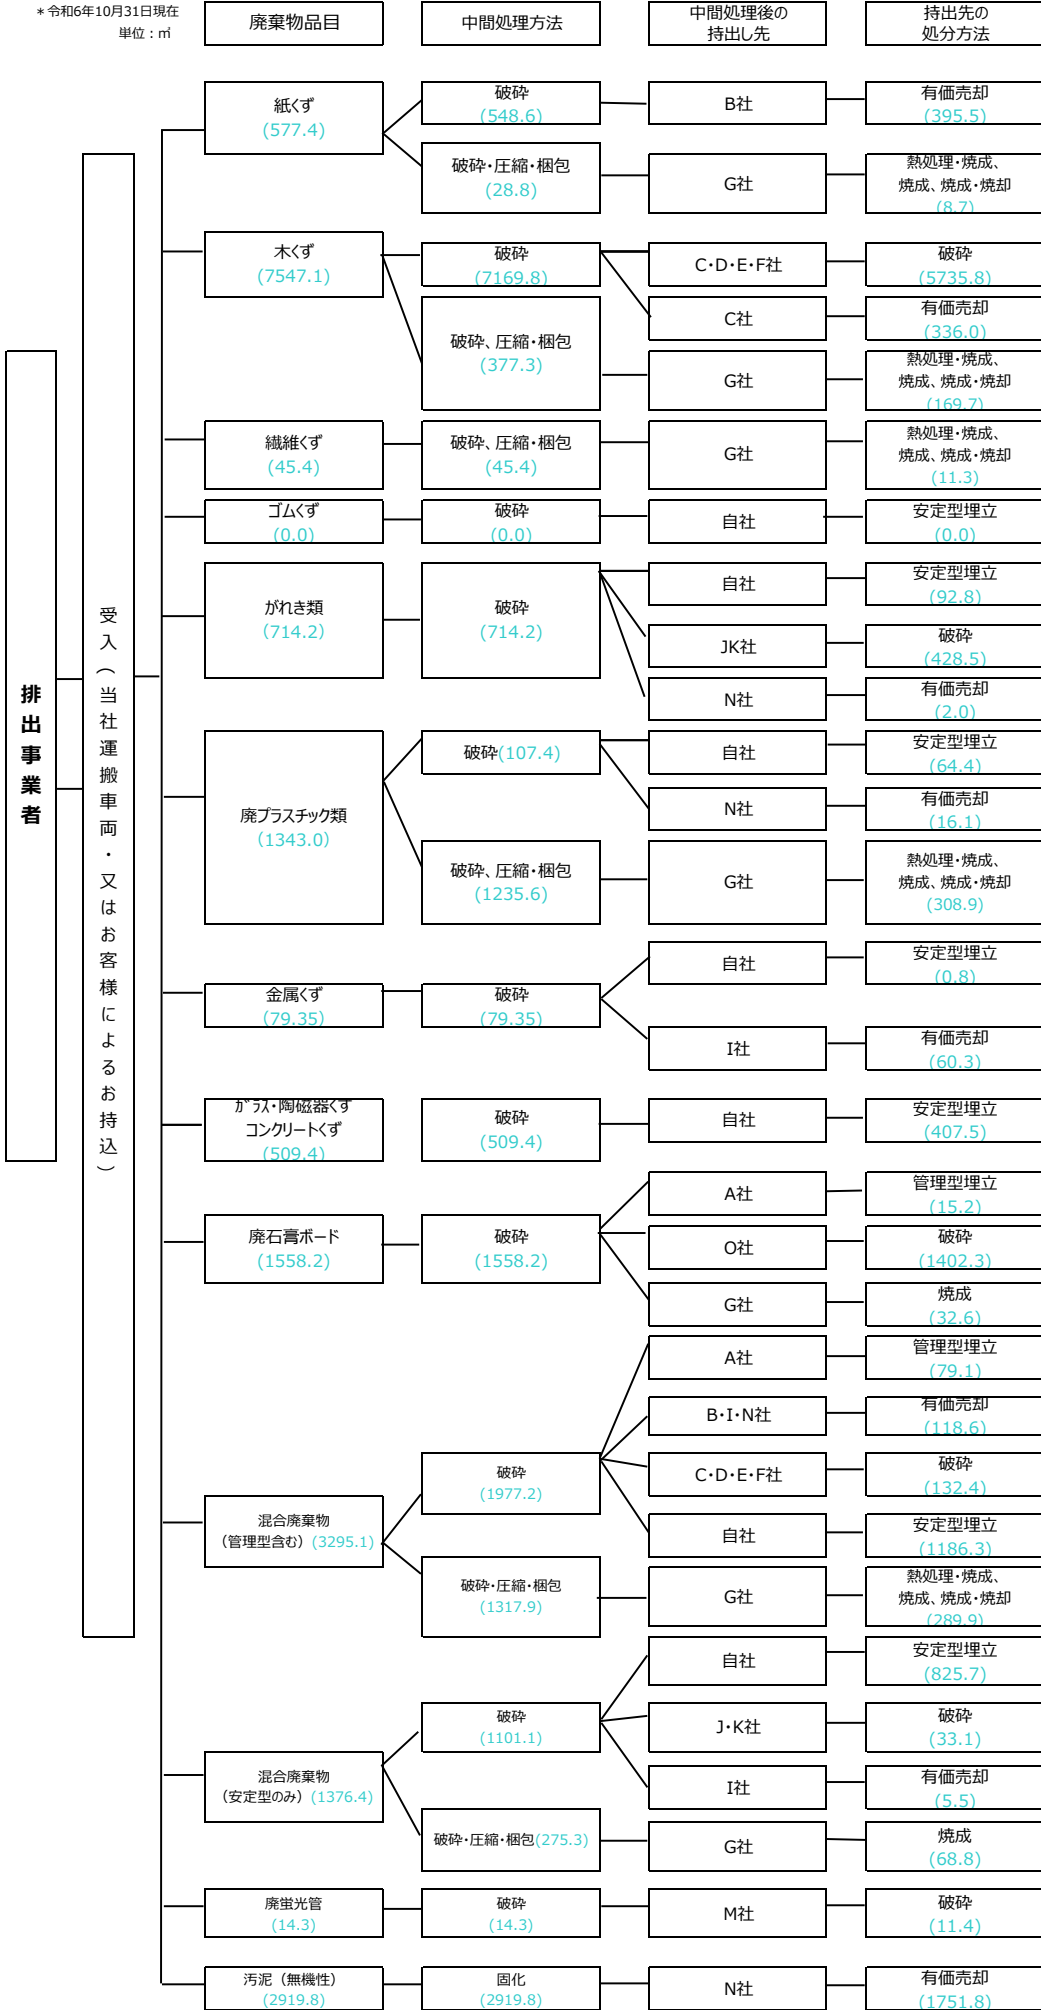 ＊令和6年10月31日現在
単位：㎥
廃棄物品目
中間処理方法
中間処理後の
持出し先
持出先の
処分方法
排出事業者
受入（当社運搬車両・又はお客様によるお持込）
紙くず
(577.4)
破砕
(548.6)
B社
有価売却
(395.5)
破砕・圧縮・梱包
(28.8)
G社
熱処理・焼成、
焼成、焼成・焼却
(8.7)
木くず
(7547.1)
破砕
(7169.8)
C・D・E・F社
破砕
(5735.8)
C社
有価売却
(336.0)
破砕、圧縮・梱包
(377.3)
G社
熱処理・焼成、
焼成、焼成・焼却
(169.7)
繊維くず
(45.4)
破砕、圧縮・梱包
(45.4)
G社
熱処理・焼成、
焼成、焼成・焼却
(11.3)
ゴムくず
(0.0)
破砕
(0.0)
自社
安定型埋立
(0.0)
がれき類
(714.2)
破砕
(714.2)
自社
安定型埋立
(92.8)
JK社
破砕
(428.5)
N社
有価売却
(2.0)
廃プラスチック類
(1343.0)
破砕(107.4)
自社
安定型埋立
(64.4)
N社
有価売却
(16.1)
破砕、圧縮・梱包
(1235.6)
G社
熱処理・焼成、
焼成、焼成・焼却
(308.9)
金属くず
(79.35)
破砕
(79.35)
自社
安定型埋立
(0.8)
I社
有価売却
(60.3)
ガラス・陶磁器くず
コンクリートくず
(509.4)
破砕
(509.4)
自社
安定型埋立
(407.5)
廃石膏ボード
(1558.2)
破砕
(1558.2)
A社
管理型埋立
(15.2)
O社
破砕
(1402.3)
G社
焼成
(32.6)
混合廃棄物
（管理型含む）(3295.1)
破砕
(1977.2)
A社
管理型埋立
(79.1)
B・I・N社
有価売却
(118.6)
C・D・E・F社
破砕
(132.4)
自社
安定型埋立
(1186.3)
破砕・圧縮・梱包
(1317.9)
G社
熱処理・焼成、
焼成、焼成・焼却
(289.9)
混合廃棄物
（安定型のみ）(1376.4)
破砕
(1101.1)
自社
安定型埋立
(825.7)
J・K社
破砕
(33.1)
I社
有価売却
(5.5)
破砕・圧縮・梱包(275.3)
G社
焼成
(68.8)
廃蛍光管
(14.3)
破砕
(14.3)
M社
破砕
(11.4)
汚泥（無機性）
(2919.8)
固化
(2919.8)
N社
有価売却
(1751.8)